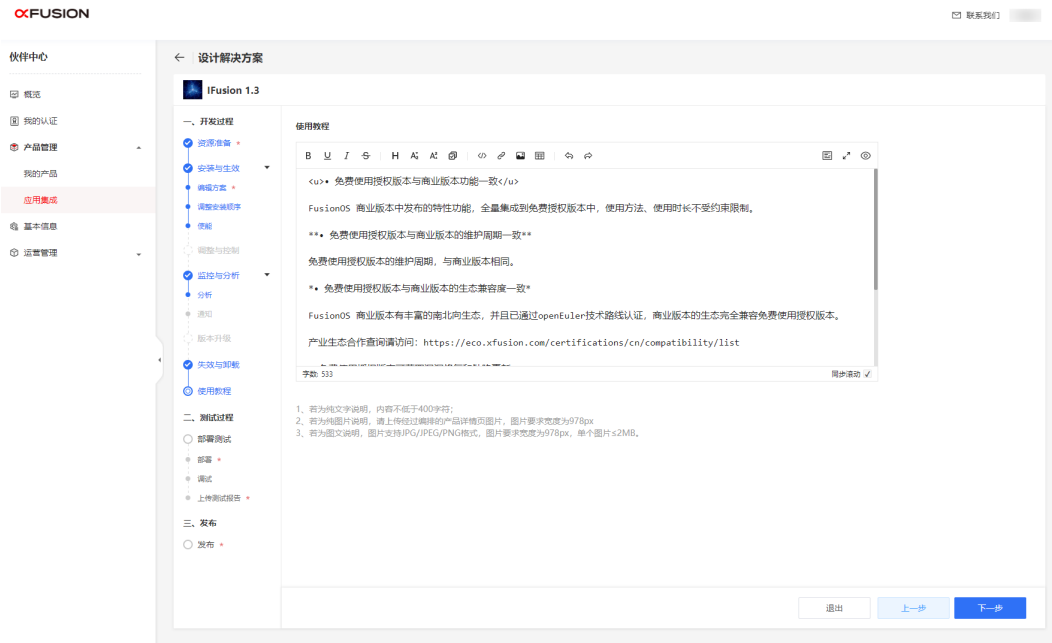 XFUSION
联系我们
伙伴中心
概览
我的认证
产品管理
我的产品
应用集成
基本信息
运营管理
设计解决方案
IFusion 1.3
一、开发过程
资源准备 *
安装与生效
编辑方案 *
调整安装顺序
使能
调整与控制
监控与分析
分析
通知
版本升级
失效与卸载
使用教程
二、测试过程
部署测试
部署 *
调试
上传测试报告 *
三、发布
发布 *
使用教程
<u>• 免费使用授权版本与商业版本功能一致</u>
FusionOS 商业版本中发布的特性功能，全量集成到免费授权版本中，使用方法、使用时长不受约束限制。
**• 免费使用授权版本与商业版本的维护周期一致**
免费使用授权版本的维护周期，与商业版本相同。
*• 免费使用授权版本与商业版本的生态兼容度一致*
FusionOS 商业版本有丰富的南北向生态，并且已通过openEuler技术路线认证，商业版本的生态完全兼容免费使用授权版本。
产业生态合作查询请访问：https://eco.xfusion.com/certifications/cn/compatibility/list
字数: 533
同步滚动
1、若为纯文字说明，内容不低于400字符；
2、若为纯图片说明，请上传经过编排的产品详情页图片，图片要求宽度为978px
3、若为图文说明，图片支持JPG/JPEG/PNG格式，图片要求宽度为978px，单个图片≤2MB。
退出
上一步
下一步